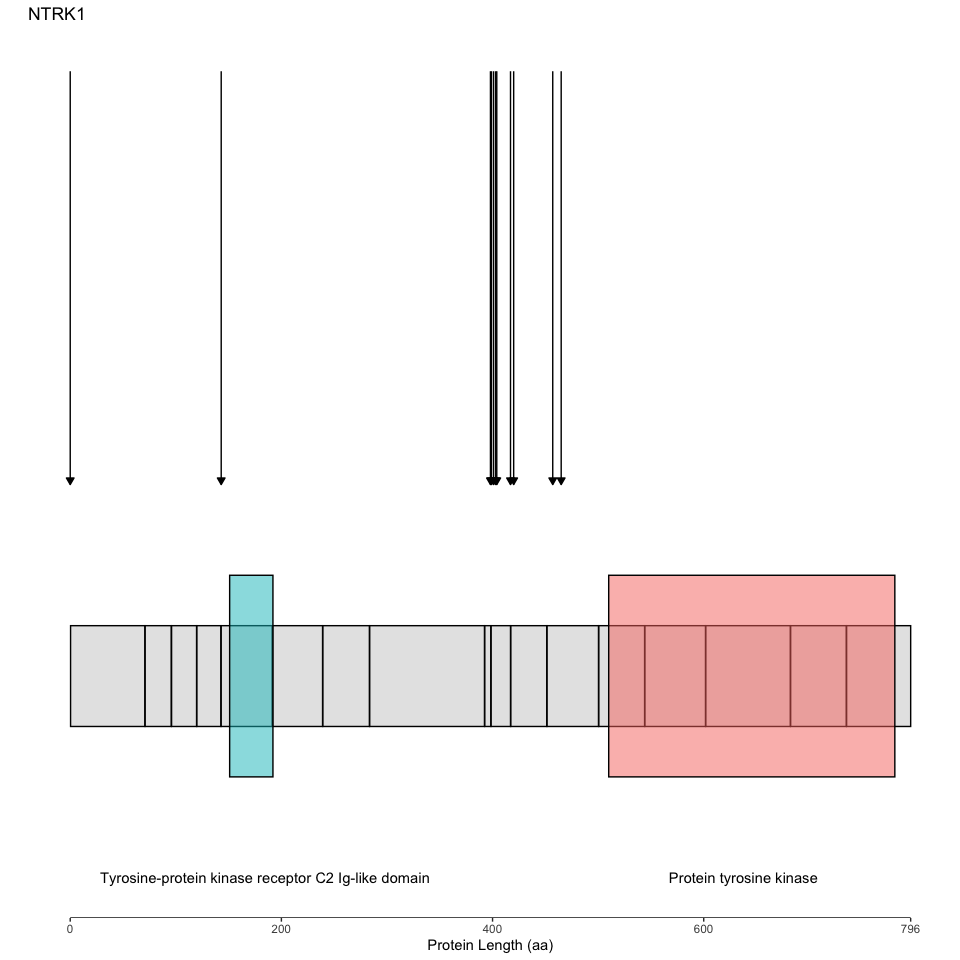 NTRK1
Tyrosine-protein kinase receptor C2 Ig-like domain
Protein tyrosine kinase
0
200
400
600
796
Protein Length (aa)